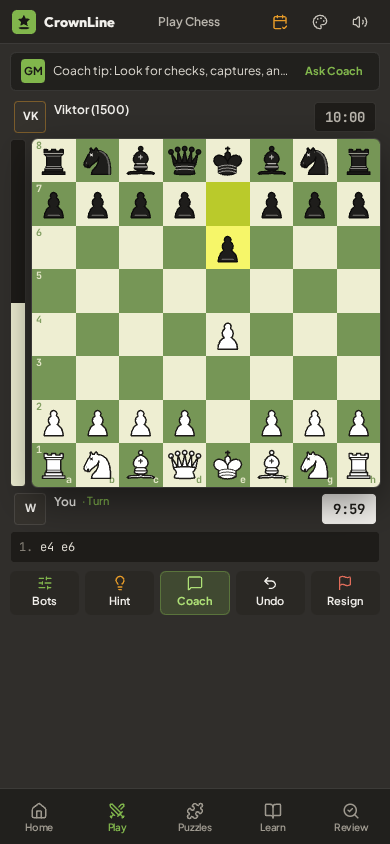 CrownLine
Play Chess
GM Coach tip: Look for checks, captures, an... Ask Coach
VK Viktor (1500) 10:00
8
7
6
5
4
3
2
1
a b c d e f g h
W You · Turn 9:59
1. e4 e6
Bots Hint Coach Undo Resign
Home Play Puzzles Learn Review